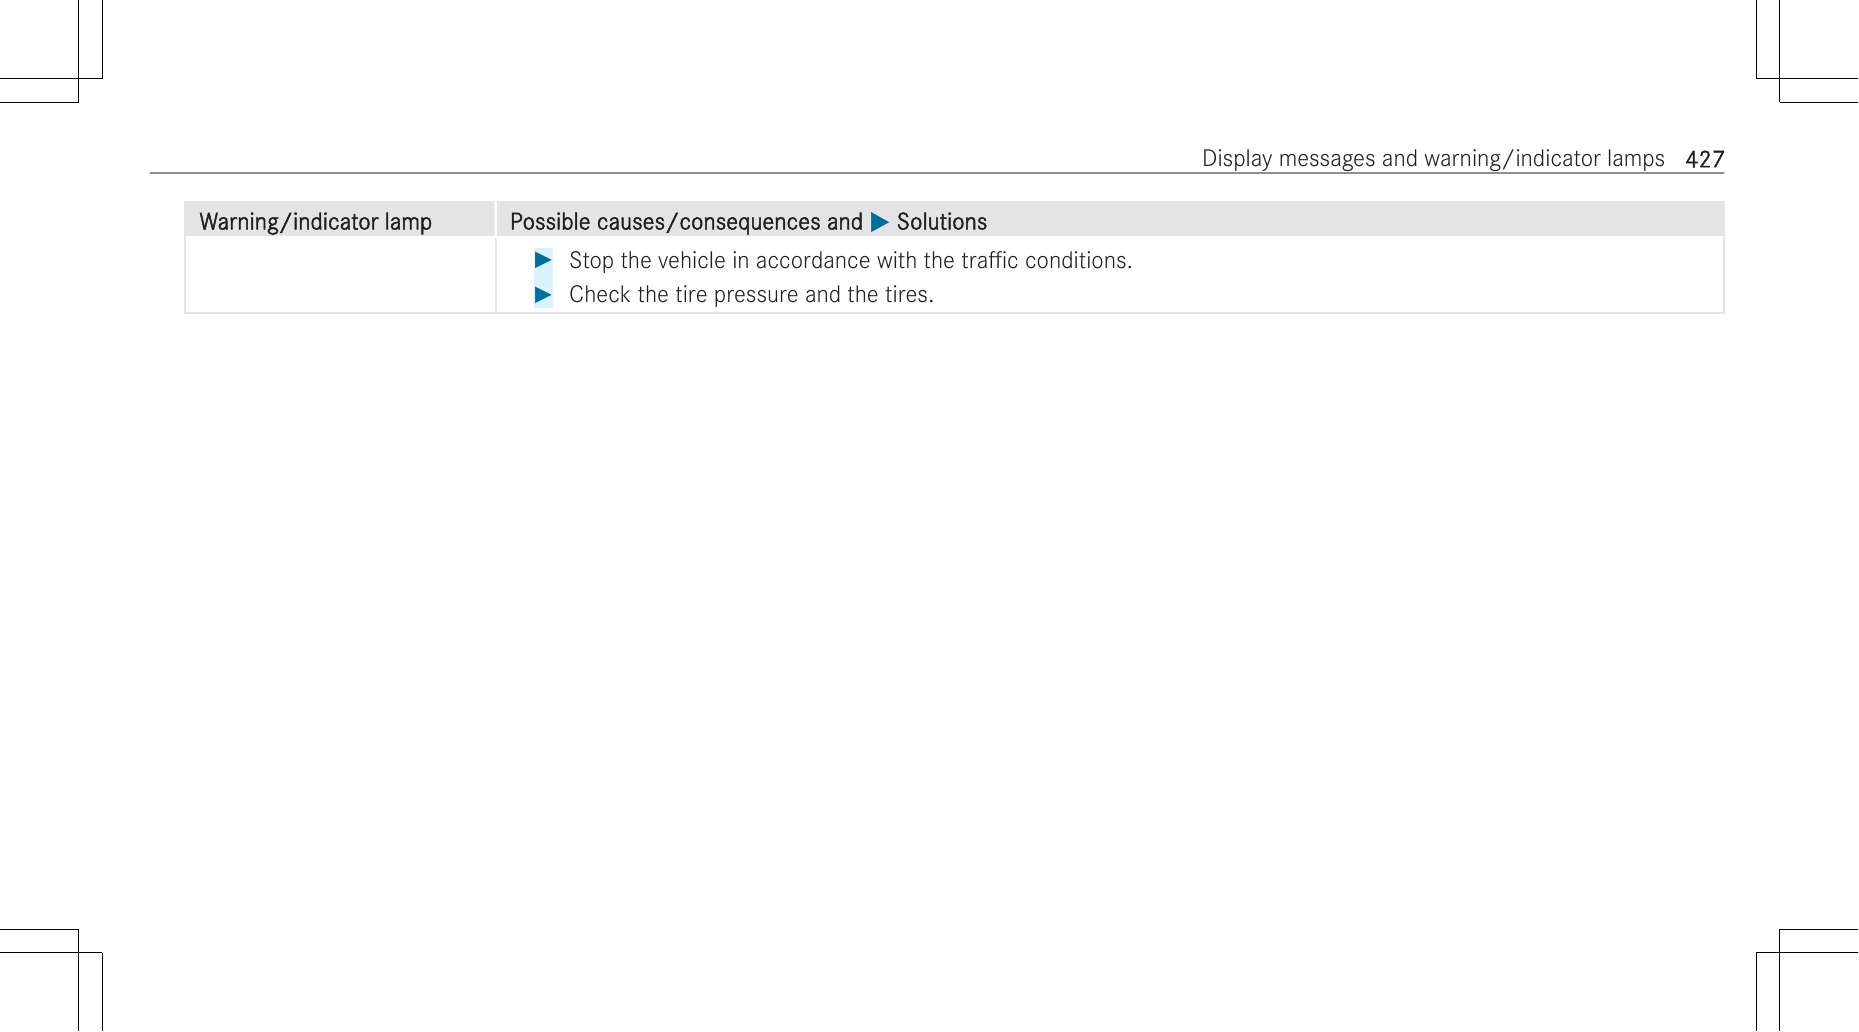 Display messages and warning/indicator lamps 427
Warning/indicator lamp Possible causes/consequences and ▶ Solutions
▶ Stop the vehicle in accordance with the traffic conditions.
▶ Check the tire pressure and the tires.